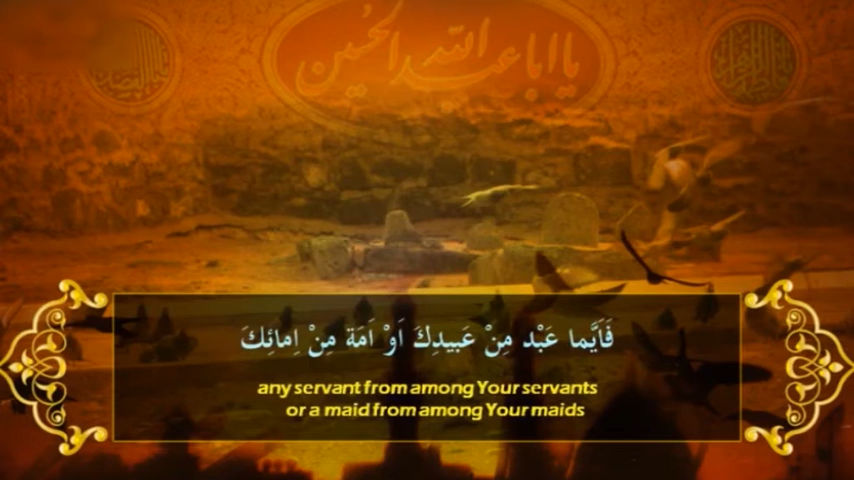 يا ابا عبد الله الحسين
فَاَيَّما عَبْد مِنْ عَبيدِكَ اَوْ اَمَة مِنْ اِمائِكَ
any servant from among Your servants
or a maid from among Your maids